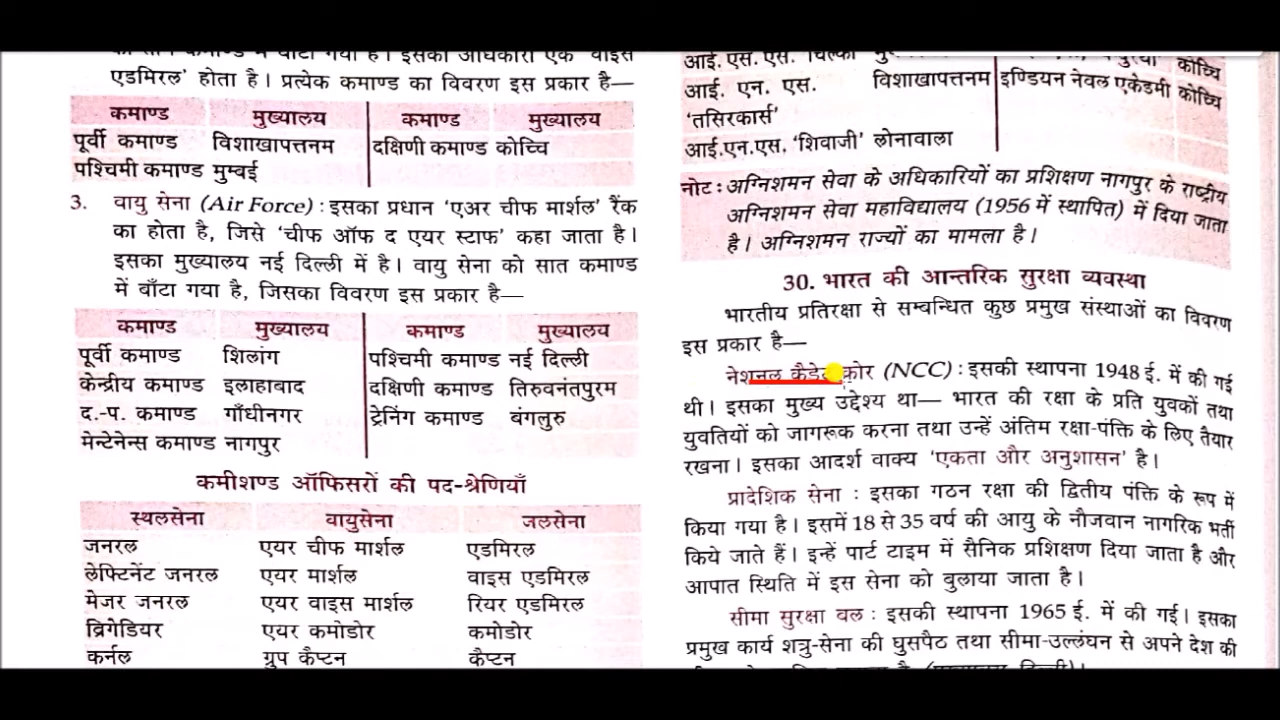 एडमिरल' होता है। प्रत्येक कमाण्ड का विवरण इस प्रकार है—
कमाण्ड मुख्यालय कमाण्ड मुख्यालय
पूर्वी कमाण्ड विशाखापत्तनम दक्षिणी कमाण्ड कोच्चि
पश्चिमी कमाण्ड मुम्बई
3. वायु सेना (Air Force) : इसका प्रधान 'एअर चीफ मार्शल' रैंक
का होता है, जिसे 'चीफ ऑफ द एयर स्टाफ' कहा जाता है।
इसका मुख्यालय नई दिल्ली में है। वायु सेना को सात कमाण्ड
में बाँटा गया है, जिसका विवरण इस प्रकार है—
कमाण्ड मुख्यालय कमाण्ड मुख्यालय
पूर्वी कमाण्ड शिलांग पश्चिमी कमाण्ड नई दिल्ली
केन्द्रीय कमाण्ड इलाहाबाद दक्षिणी कमाण्ड तिरुवनंतपुरम
द.-प. कमाण्ड गाँधीनगर ट्रेनिंग कमाण्ड बंगलुरु
मेन्टेनेन्स कमाण्ड नागपुर
कमीशण्ड ऑफिसरों की पद-श्रेणियाँ
स्थलसेना वायुसेना जलसेना
जनरल एयर चीफ मार्शल एडमिरल
लेफ्टिनेंट जनरल एयर मार्शल वाइस एडमिरल
मेजर जनरल एयर वाइस मार्शल रियर एडमिरल
ब्रिगेडियर एयर कमोडोर कमोडोर
कर्नल ग्रुप कैप्टन कैप्टन
आई. एस. एस. कोच्चि
आई. एन. एस. विशाखापत्तनम इण्डियन नेवल एकेडमी कोच्चि
'तसिरकार्स'
आई.एन.एस. 'शिवाजी' लोनावाला
नोट : अग्निशमन सेवा के अधिकारियों का प्रशिक्षण नागपुर के राष्ट्रीय
अग्निशमन सेवा महाविद्यालय (1956 में स्थापित) में दिया जाता
है। अग्निशमन राज्यों का मामला है।
30. भारत की आन्तरिक सुरक्षा व्यवस्था
भारतीय प्रतिरक्षा से सम्बन्धित कुछ प्रमुख संस्थाओं का विवरण
इस प्रकार है—
नेशनल कैडेट कोर (NCC) : इसकी स्थापना 1948 ई. में की गई
थी। इसका मुख्य उद्देश्य था— भारत की रक्षा के प्रति युवकों तथा
युवतियों को जागरूक करना तथा उन्हें अंतिम रक्षा-पंक्ति के लिए तैयार
रखना। इसका आदर्श वाक्य 'एकता और अनुशासन' है।
प्रादेशिक सेना : इसका गठन रक्षा की द्वितीय पंक्ति के रूप में
किया गया है। इसमें 18 से 35 वर्ष की आयु के नौजवान नागरिक भर्ती
किये जाते हैं। इन्हें पार्ट टाइम में सैनिक प्रशिक्षण दिया जाता है और
आपात स्थिति में इस सेना को बुलाया जाता है।
सीमा सुरक्षा बल : इसकी स्थापना 1965 ई. में की गई। इसका
प्रमुख कार्य शत्रु-सेना की घुसपैठ तथा सीमा-उल्लंघन से अपने देश की